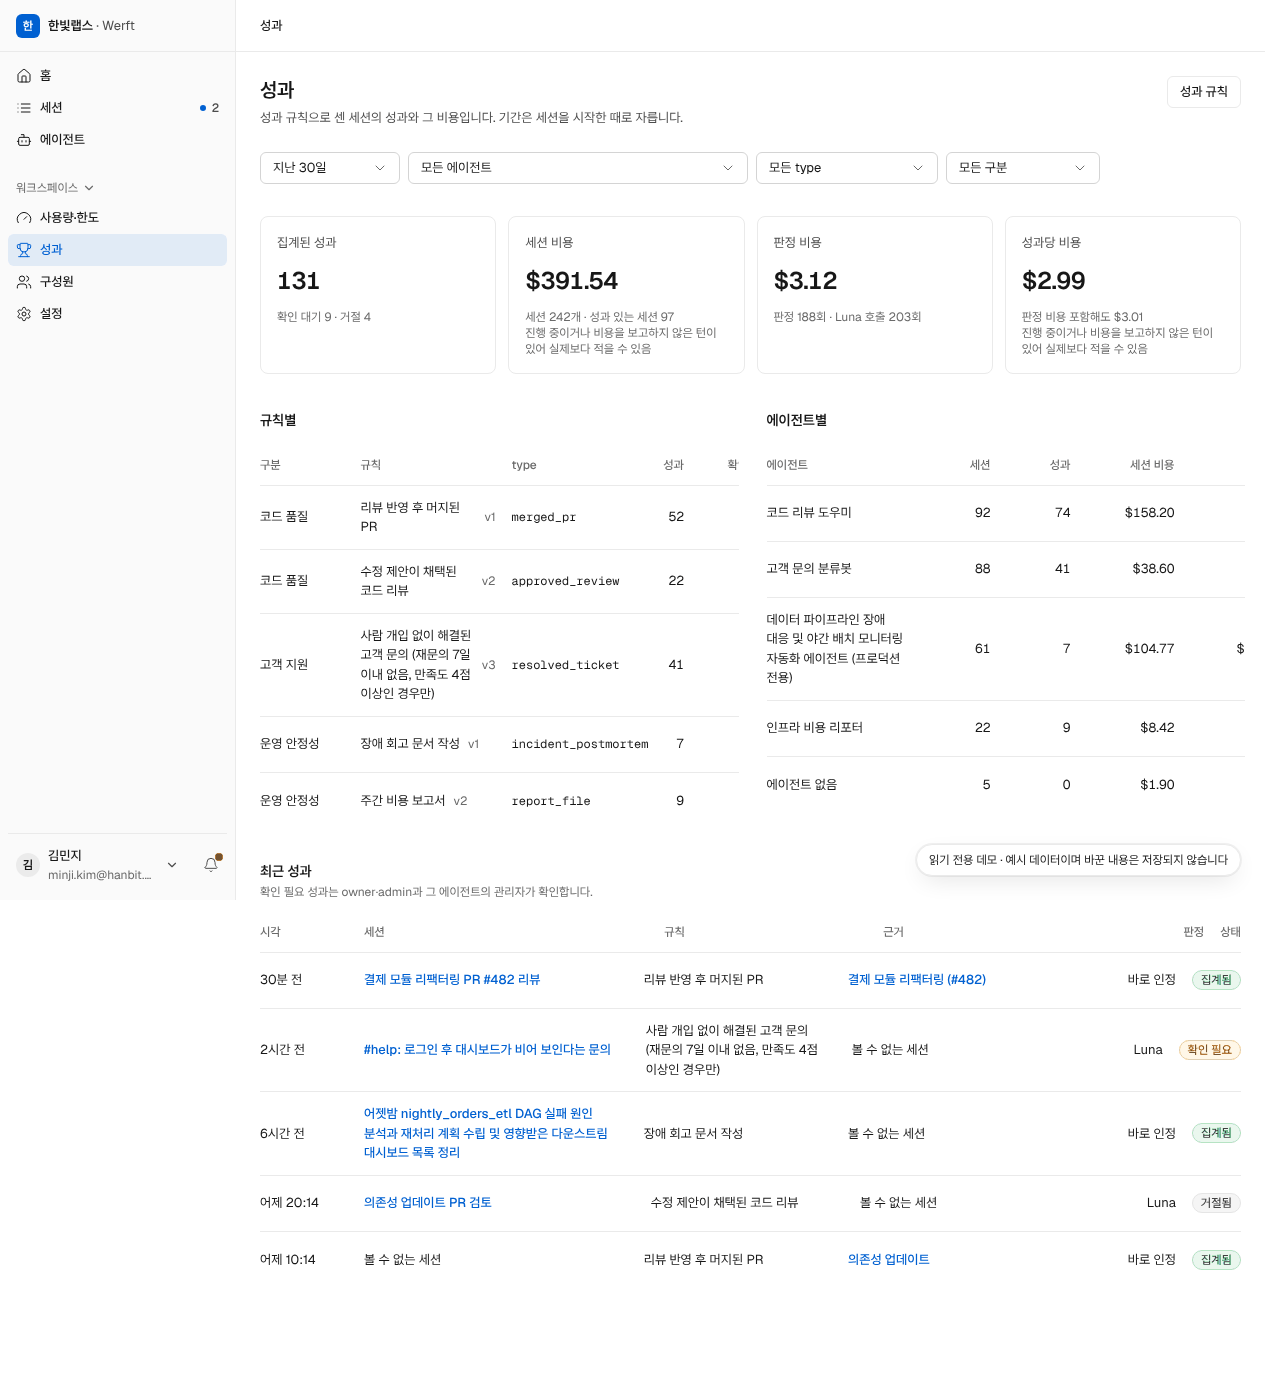 한 한빛랩스 · Werft
홈
세션 2
에이전트
워크스페이스
사용량·한도
성과
구성원
설정
김 김민지
minji.kim@hanbit.…
성과
성과
성과 규칙으로 센 세션의 성과와 그 비용입니다. 기간은 세션을 시작한 때로 자릅니다.
성과 규칙
지난 30일 모든 에이전트 모든 type 모든 구분
집계된 성과
131
확인 대기 9 · 거절 4
세션 비용
$391.54
세션 242개 · 성과 있는 세션 97
진행 중이거나 비용을 보고하지 않은 턴이
있어 실제보다 적을 수 있음
판정 비용
$3.12
판정 188회 · Luna 호출 203회
성과당 비용
$2.99
판정 비용 포함해도 $3.01
진행 중이거나 비용을 보고하지 않은 턴이
있어 실제보다 적을 수 있음
규칙별
구분 규칙 type 성과 확
코드 품질 리뷰 반영 후 머지된
PR v1 merged_pr 52
코드 품질 수정 제안이 채택된
코드 리뷰 v2 approved_review 22
고객 지원 사람 개입 없이 해결된
고객 문의 (재문의 7일
이내 없음, 만족도 4점
이상인 경우만) v3 resolved_ticket 41
운영 안정성 장애 회고 문서 작성 v1 incident_postmortem 7
운영 안정성 주간 비용 보고서 v2 report_file 9
에이전트별
에이전트 세션 성과 세션 비용
코드 리뷰 도우미 92 74 $158.20
고객 문의 분류봇 88 41 $38.60
데이터 파이프라인 장애
대응 및 야간 배치 모니터링
자동화 에이전트 (프로덕션
전용) 61 7 $104.77 $
인프라 비용 리포터 22 9 $8.42
에이전트 없음 5 0 $1.90
읽기 전용 데모 · 예시 데이터이며 바꾼 내용은 저장되지 않습니다
최근 성과
확인 필요 성과는 owner·admin과 그 에이전트의 관리자가 확인합니다.
시각 세션 규칙 근거 판정 상태
30분 전 결제 모듈 리팩터링 PR #482 리뷰 리뷰 반영 후 머지된 PR 결제 모듈 리팩터링 (#482) 바로 인정 집계됨
2시간 전 #help: 로그인 후 대시보드가 비어 보인다는 문의 사람 개입 없이 해결된 고객 문의
(재문의 7일 이내 없음, 만족도 4점
이상인 경우만) 볼 수 없는 세션 Luna 확인 필요
6시간 전 어젯밤 nightly_orders_etl DAG 실패 원인
분석과 재처리 계획 수립 및 영향받은 다운스트림
대시보드 목록 정리 장애 회고 문서 작성 볼 수 없는 세션 바로 인정 집계됨
어제 20:14 의존성 업데이트 PR 검토 수정 제안이 채택된 코드 리뷰 볼 수 없는 세션 Luna 거절됨
어제 10:14 볼 수 없는 세션 리뷰 반영 후 머지된 PR 의존성 업데이트 바로 인정 집계됨